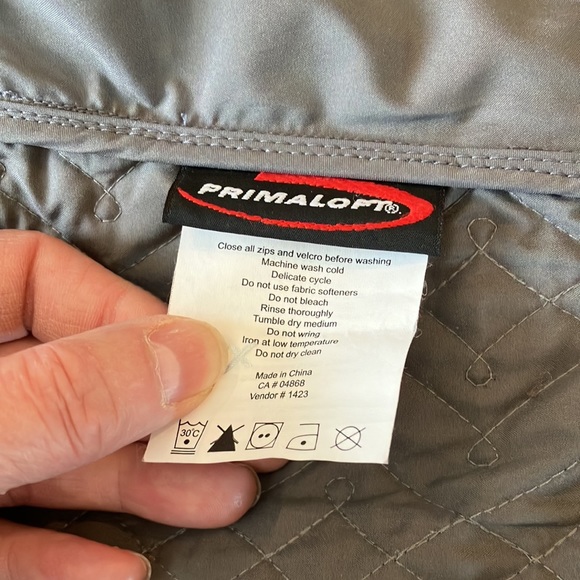 PRIMALOFT®
Close all zips and velcro before washing
Machine wash cold
Delicate cycle
Do not use fabric softeners
Do not bleach
Rinse thoroughly
Tumble dry medium
Do not wring
Iron at low temperature
Do not dry clean
Made in China
CA # 04868
Vendor # 1423
30°C